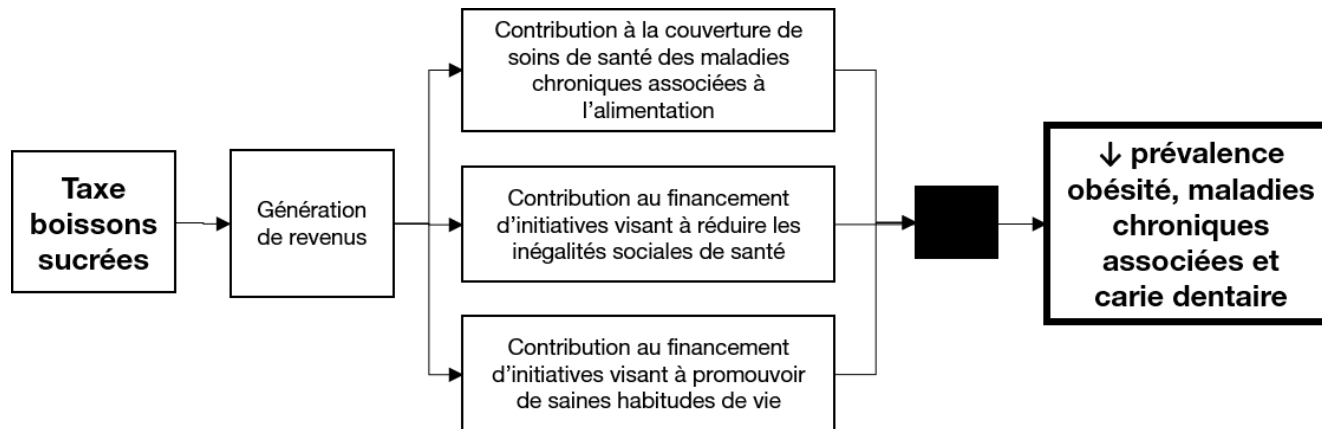 Taxe
boissons
sucrées
Génération
de revenus
Contribution à la couverture de
soins de santé des maladies
chroniques associées à
l’alimentation
Contribution au financement
d’initiatives visant à réduire les
inégalités sociales de santé
Contribution au financement
d’initiatives visant à promouvoir
de saines habitudes de vie
↓ prévalence
obésité, maladies
chroniques
associées et
carie dentaire